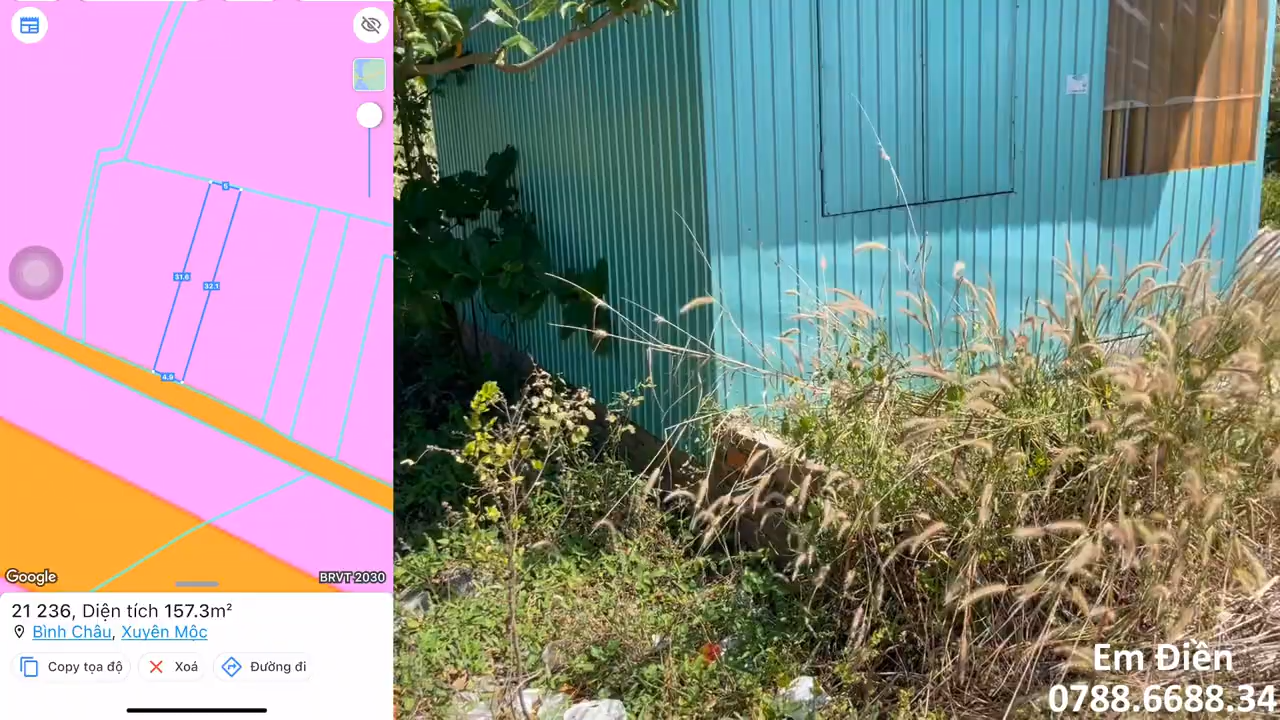 5
31.6
32.1
4.9
Google
BRVT 2030
21 236, Diện tích 157.3m²
Bình Châu, Xuyên Mộc
Copy tọa độ
Xoá
Đường đi
Em Điền
0788.6688.34